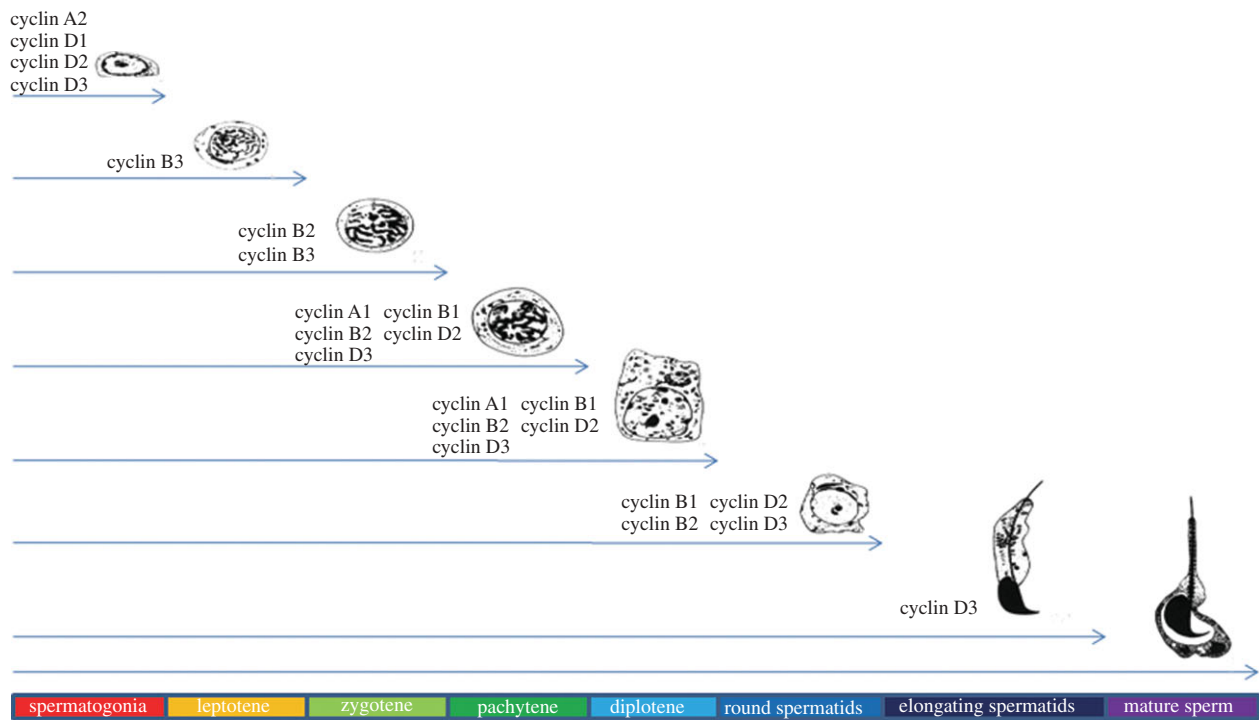 cyclin A2
cyclin D1
cyclin D2
cyclin D3
cyclin B3
cyclin B2
cyclin B3
cyclin A1 cyclin B1
cyclin B2 cyclin D2
cyclin D3
cyclin A1 cyclin B1
cyclin B2 cyclin D2
cyclin D3
cyclin B1 cyclin D2
cyclin B2 cyclin D3
cyclin D3
spermatogonia leptotene zygotene pachytene diplotene round spermatids elongating spermatids mature sperm